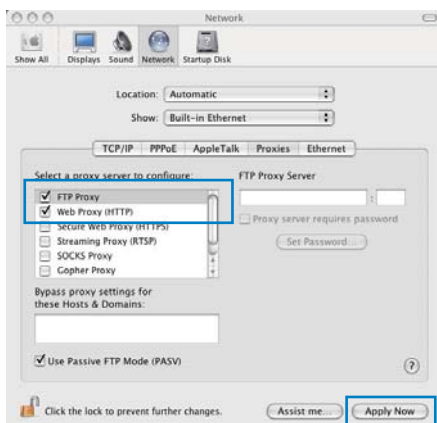 Network
Show All Displays Sound Network Startup Disk
Location: Automatic
Show: Built-in Ethernet
TCP/IP PPPoE AppleTalk Proxies Ethernet
Select a proxy server to configure: FTP Proxy Server
FTP Proxy
:
Web Proxy (HTTP)
Proxy server requires password
Secure Web Proxy (HTTPS)
Streaming Proxy (RTSP)
Set Password...
SOCKS Proxy
Gopher Proxy
Bypass proxy settings for
these Hosts & Domains:
Use Passive FTP Mode (PASV)
?
Click the lock to prevent further changes. Assist me... Apply Now